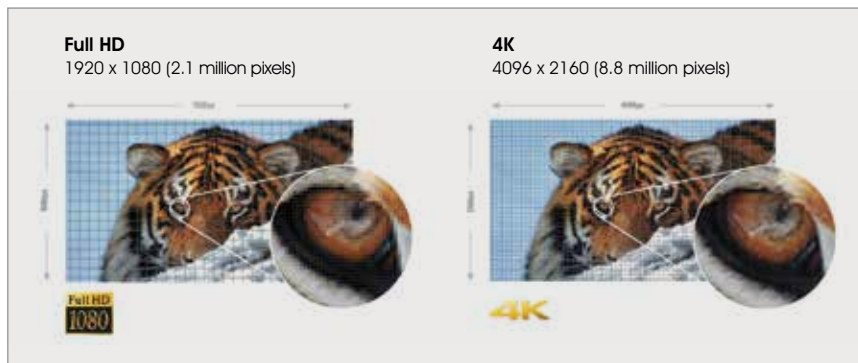 Full HD
1920 x 1080 (2.1 million pixels)
4K
4096 x 2160 (8.8 million pixels)
Full HD
1080
4K